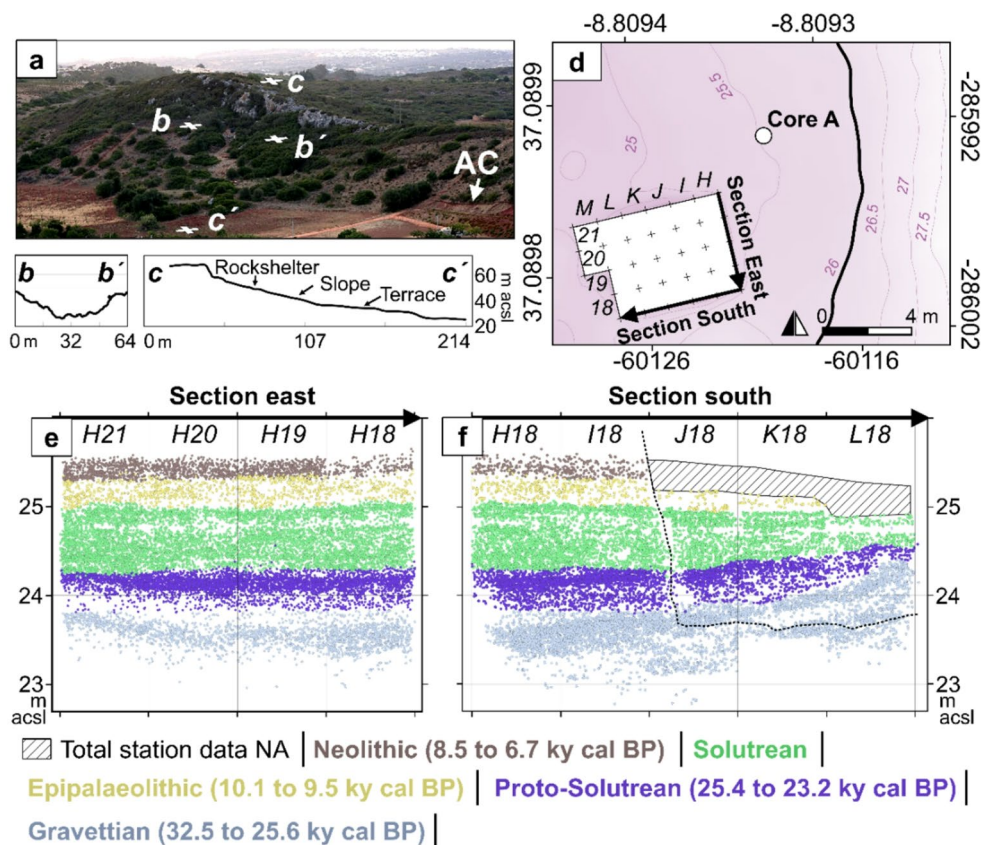 a
c
b
b´
AC
c´
b
b´
0 m
32
64
c
c´
Rockshelter
Slope
Terrace
60
40
20
m acsl
0 m
107
214
d
-8.8094
-8.8093
37.0899
37.0898
-285992
-286002
-60126
-60116
25.5
25
Core A
27
26.5
27.5
26
M L K J I H
21
20
19
18
Section East
Section South
0
4 m
Section east
e
H21 H20 H19 H18
25
24
23
m
acsl
Section south
f
H18 I18 J18 K18 L18
25
24
23
m
acsl
Total station data NA | Neolithic (8.5 to 6.7 ky cal BP) | Solutrean |
Epipalaeolithic (10.1 to 9.5 ky cal BP) | Proto-Solutrean (25.4 to 23.2 ky cal BP) |
Gravettian (32.5 to 25.6 ky cal BP) |